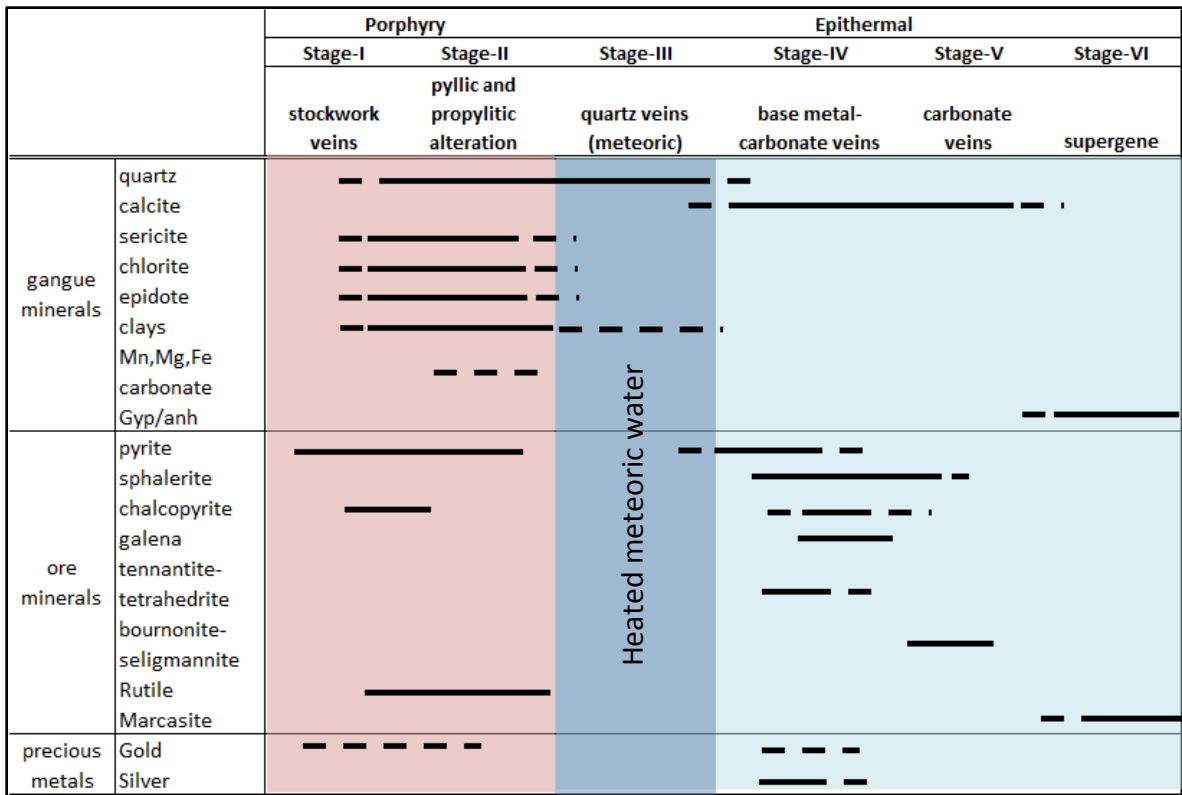 Porphyry Epithermal
Stage-I Stage-II Stage-III Stage-IV Stage-V Stage-VI
stockwork veins
pyllic and propylitic alteration
quartz veins (meteoric)
base metal-carbonate veins
carbonate veins
supergene
gangue minerals
quartz
calcite
sericite
chlorite
epidote
clays
Mn,Mg,Fe
carbonate
Gyp/anh
ore minerals
pyrite
sphalerite
chalcopyrite
galena
tennantite-
tetrahedrite
bournonite-
seligmannite
Rutile
Marcasite
precious metals
Gold
Silver
Heated meteoric water